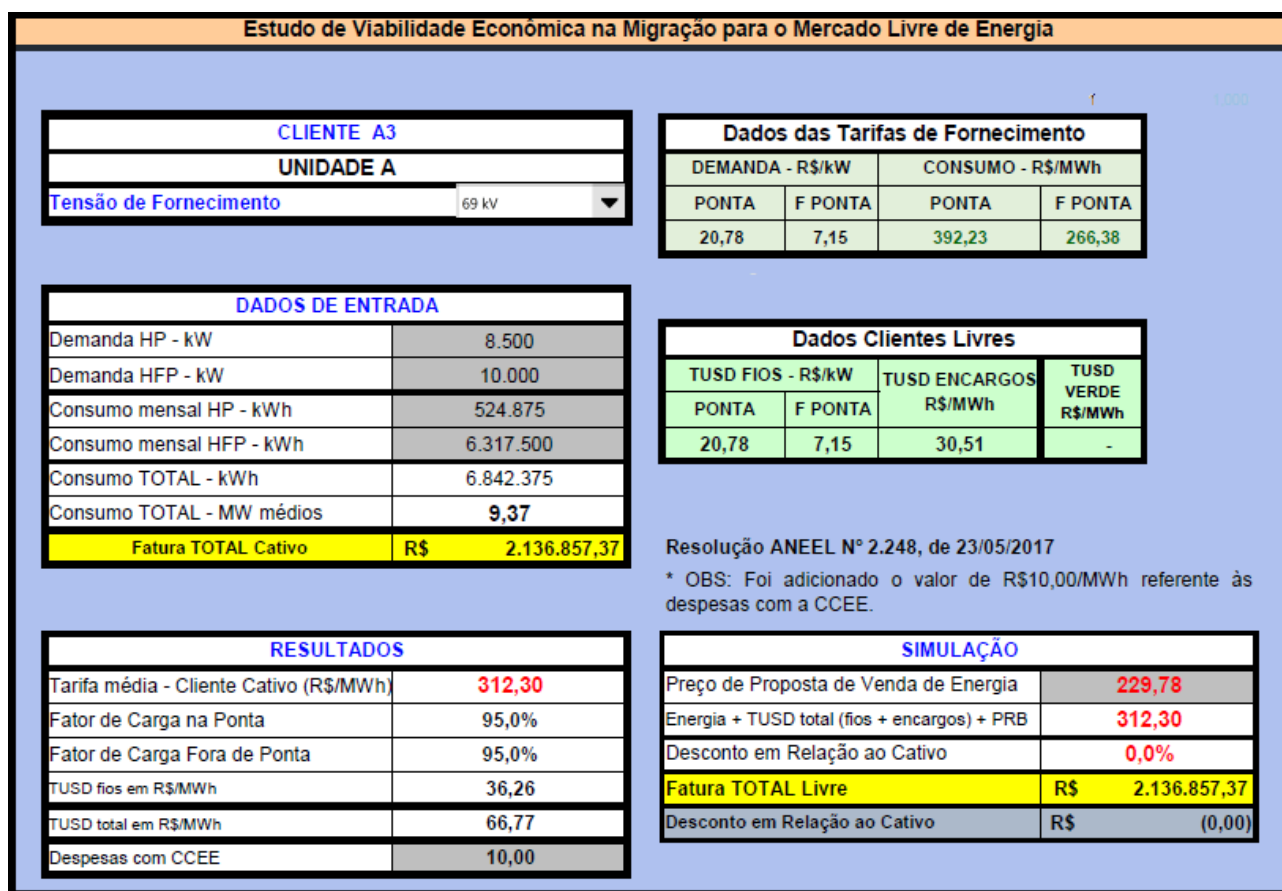 Estudo de Viabilidade Econômica na Migração para o Mercado Livre de Energia
1,000
CLIENTE A3
UNIDADE A
Tensão de Fornecimento 69 kV
Dados das Tarifas de Fornecimento
DEMANDA - R$/kW CONSUMO - R$/MWh
PONTA F PONTA PONTA F PONTA
20,78 7,15 392,23 266,38
DADOS DE ENTRADA
Demanda HP - kW 8.500
Demanda HFP - kW 10.000
Consumo mensal HP - kWh 524.875
Consumo mensal HFP - kWh 6.317.500
Consumo TOTAL - kWh 6.842.375
Consumo TOTAL - MW médios 9,37
Fatura TOTAL Cativo R$ 2.136.857,37
Dados Clientes Livres
TUSD FIOS - R$/kW TUSD ENCARGOS R$/MWh TUSD VERDE R$/MWh
PONTA F PONTA
20,78 7,15 30,51 -
Resolução ANEEL Nº 2.248, de 23/05/2017
* OBS: Foi adicionado o valor de R$10,00/MWh referente às
despesas com a CCEE.
RESULTADOS
Tarifa média - Cliente Cativo (R$/MWh) 312,30
Fator de Carga na Ponta 95,0%
Fator de Carga Fora de Ponta 95,0%
TUSD fios em R$/MWh 36,26
TUSD total em R$/MWh 66,77
Despesas com CCEE 10,00
SIMULAÇÃO
Preço de Proposta de Venda de Energia 229,78
Energia + TUSD total (fios + encargos) + PRB 312,30
Desconto em Relação ao Cativo 0,0%
Fatura TOTAL Livre R$ 2.136.857,37
Desconto em Relação ao Cativo R$ (0,00)